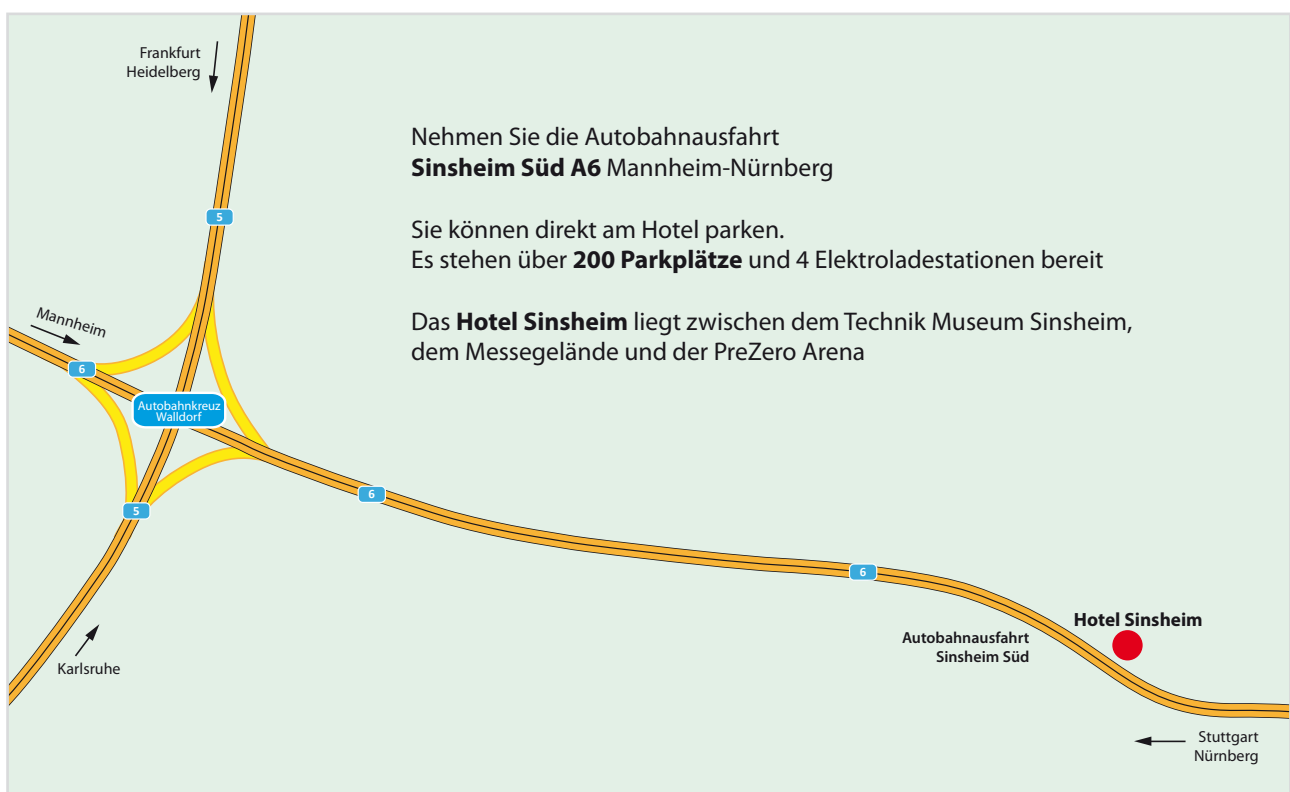 Frankfurt
Heidelberg
Nehmen Sie die Autobahnausfahrt
Sinsheim Süd A6 Mannheim-Nürnberg
5
Sie können direkt am Hotel parken.
Es stehen über 200 Parkplätze und 4 Elektroladestationen bereit
Mannheim
Das Hotel Sinsheim liegt zwischen dem Technik Museum Sinsheim,
dem Messegelände und der PreZero Arena
6
Autobahnkreuz
Walldorf
6
5
6
Hotel Sinsheim
Autobahnausfahrt
Sinsheim Süd
Karlsruhe
Stuttgart
Nürnberg